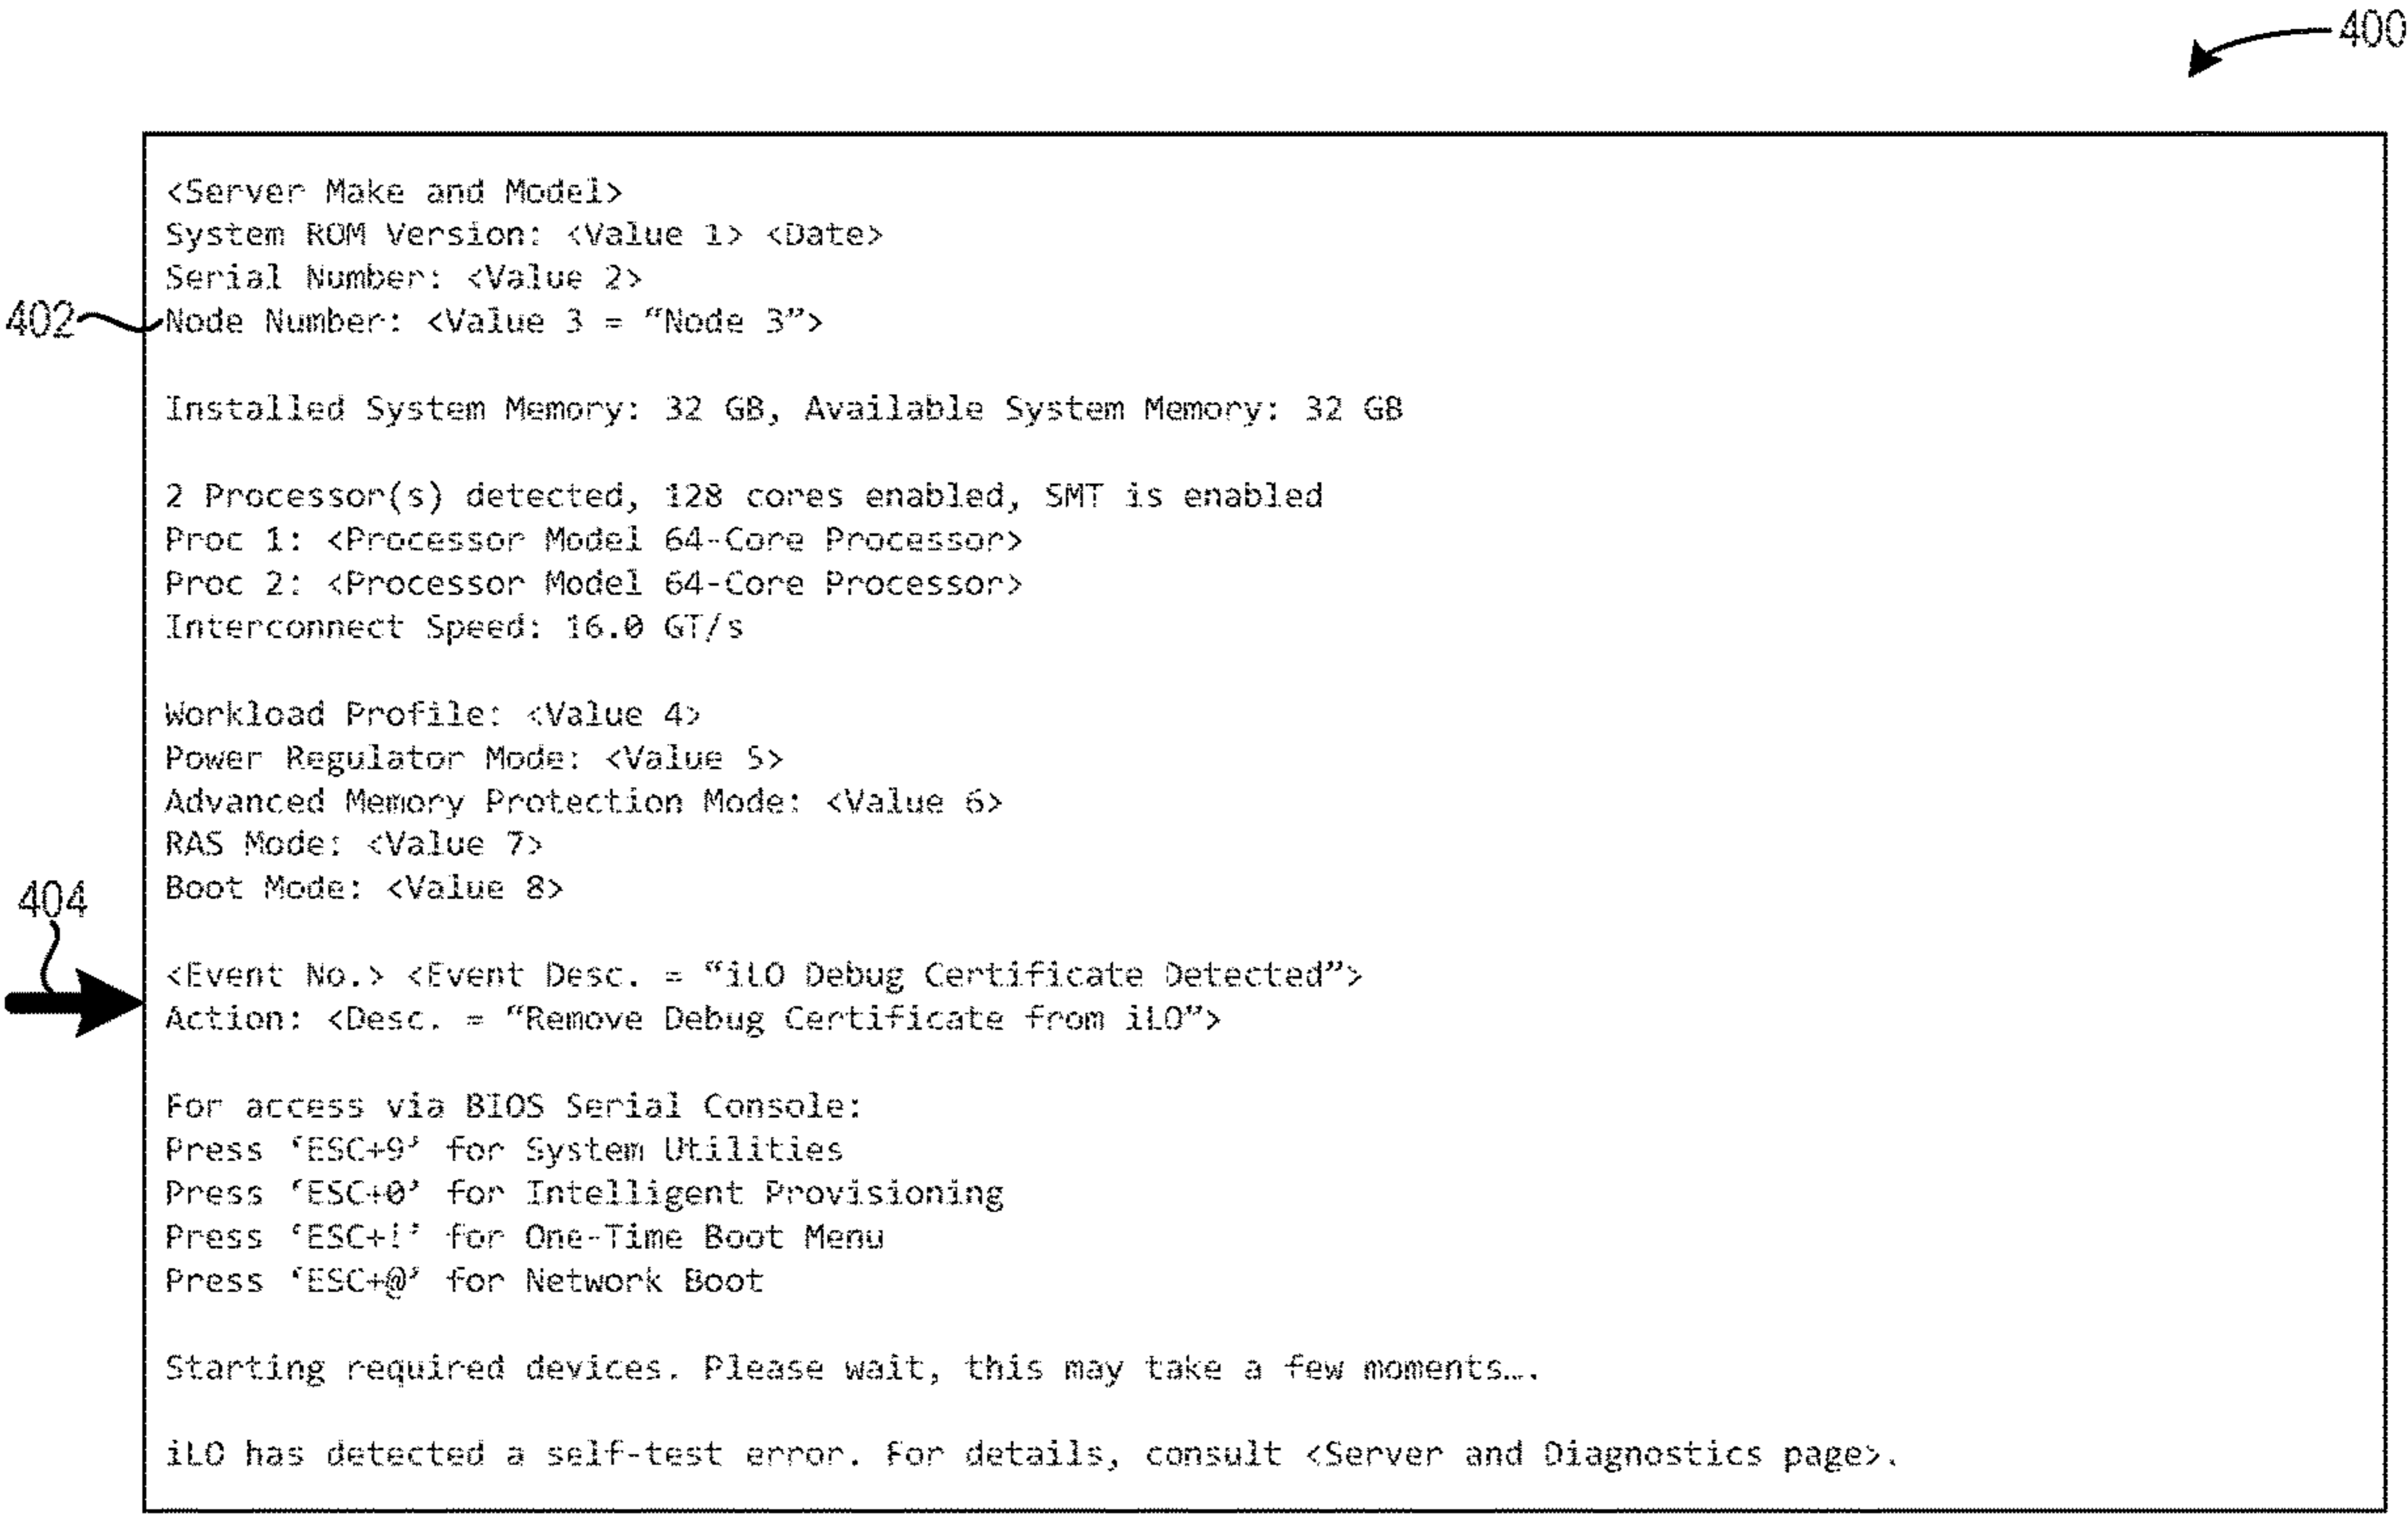 400
<Server Make and Model>
System ROM Version: <Value 1> <Date>
Serial Number: <Value 2>
402 Node Number: <Value 3 = “Node 3”>
Installed System Memory: 32 GB, Available System Memory: 32 GB
2 Processor(s) detected, 128 cores enabled, SMT is enabled
Proc 1: <Processor Model 64-Core Processor>
Proc 2: <Processor Model 64-Core Processor>
Interconnect Speed: 16.0 GT/s
Workload Profile: <Value 4>
Power Regulator Mode: <Value 5>
Advanced Memory Protection Mode: <Value 6>
RAS Mode: <Value 7>
Boot Mode: <Value 8>
404
<Event No.> <Event Desc. = “iLO Debug Certificate Detected”>
Action: <Desc. = “Remove Debug Certificate from iLO”>
For access via BIOS Serial Console:
Press ‘ESC+9’ for System Utilities
Press ‘ESC+0’ for Intelligent Provisioning
Press ‘ESC+!’ for One-Time Boot Menu
Press ‘ESC+@’ for Network Boot
Starting required devices. Please wait, this may take a few moments….
iLO has detected a self-test error. For details, consult <Server and Diagnostics page>.